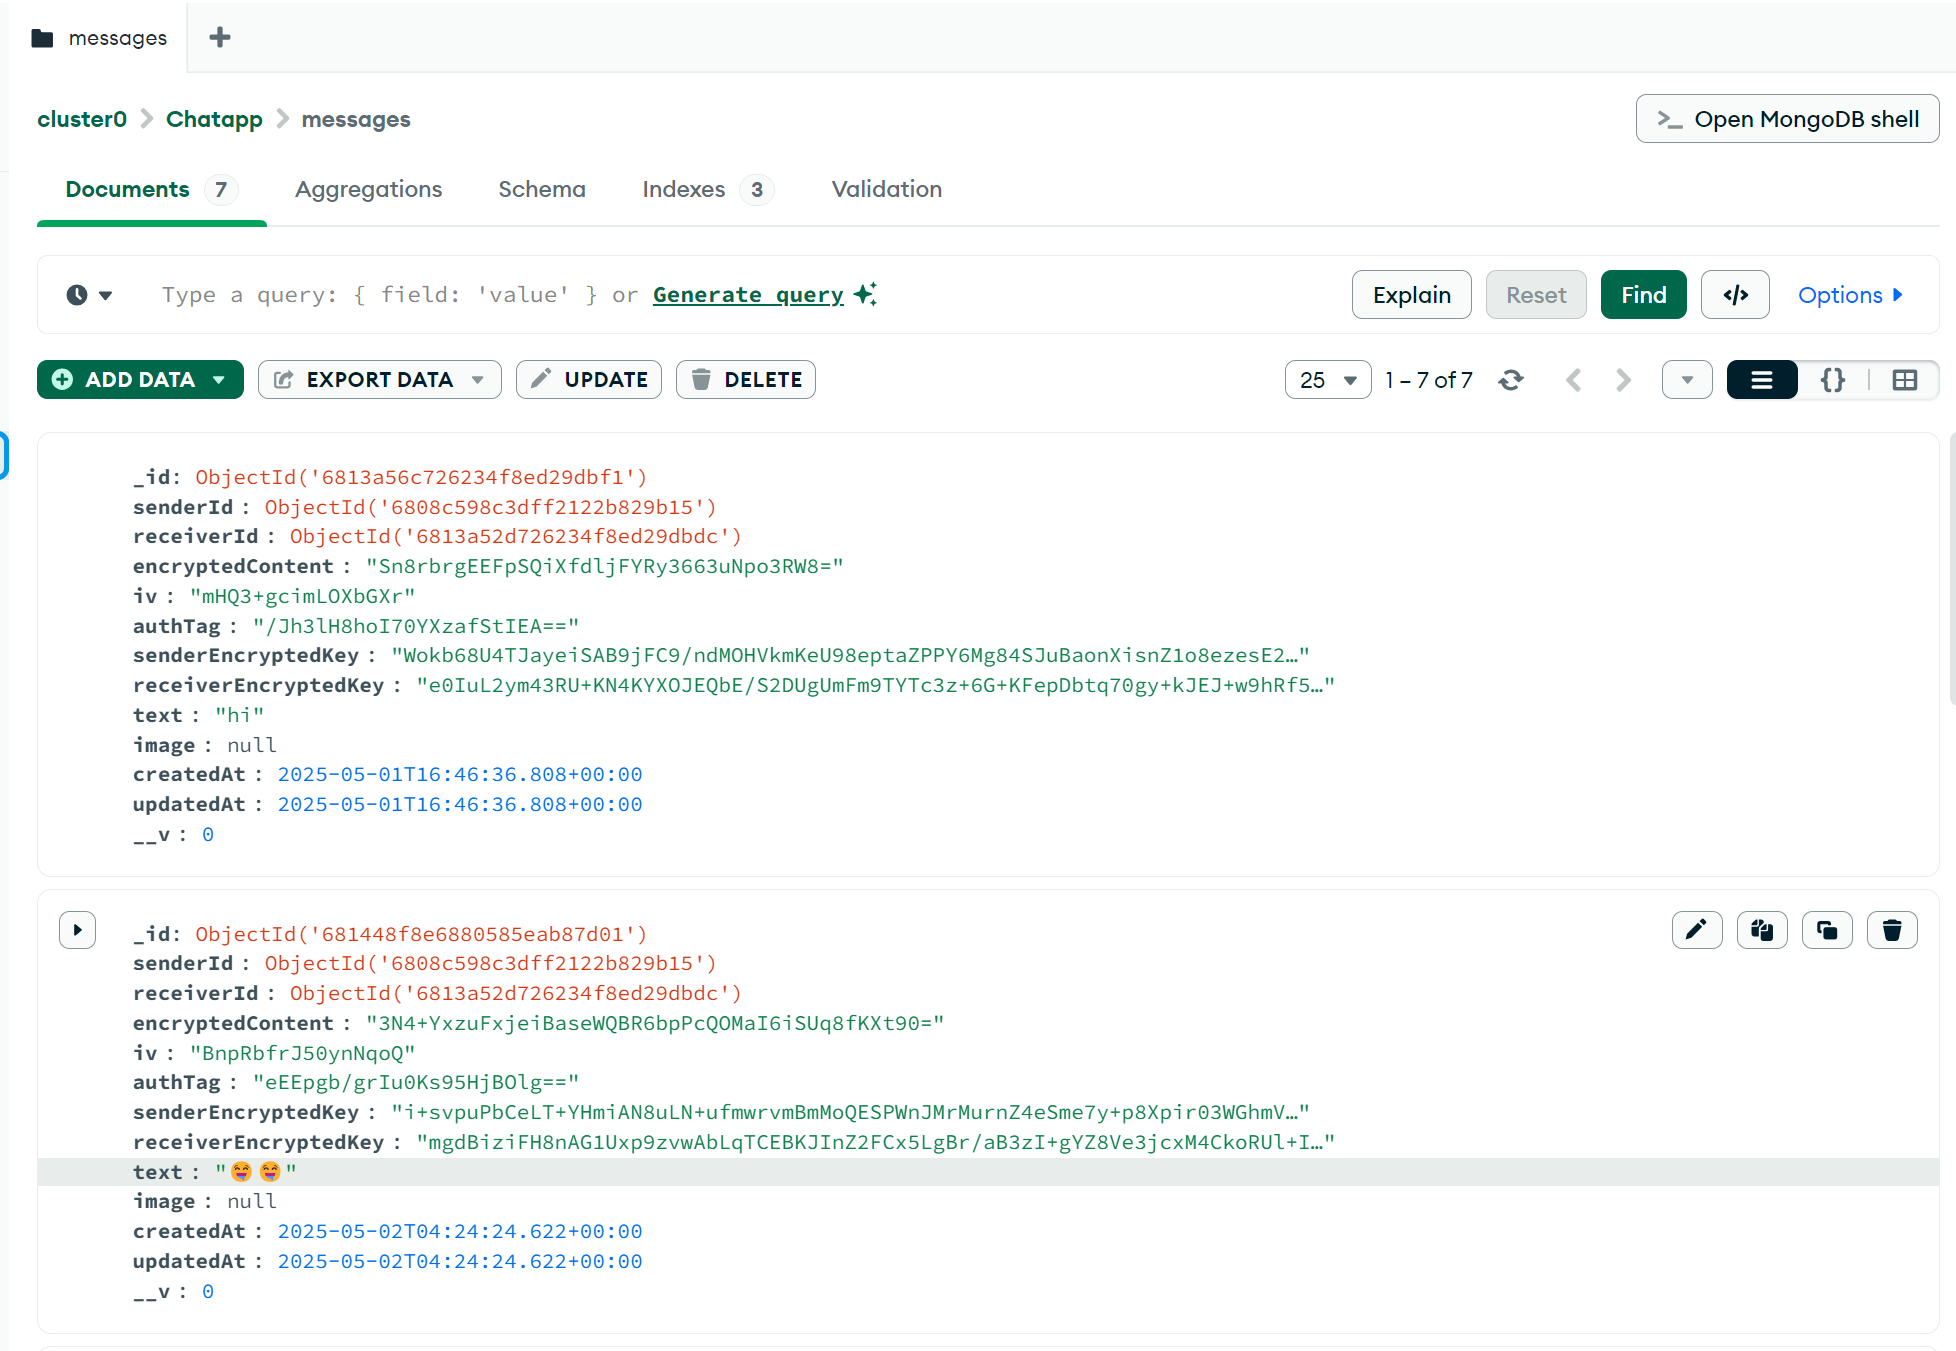 messages
cluster0 > Chatapp > messages
>_ Open MongoDB shell
Documents 7 Aggregations Schema Indexes 3 Validation
Type a query: { field: 'value' } or Generate query
Explain Reset Find </> Options
ADD DATA EXPORT DATA UPDATE DELETE 25 1 – 7 of 7 {}
_id: ObjectId('6813a56c726234f8ed29dbf1')
senderId : ObjectId('6808c598c3dff2122b829b15')
receiverId : ObjectId('6813a52d726234f8ed29dbdc')
encryptedContent : "Sn8rbrgEEFpSQiXfdljFYRy3663uNpo3RW8="
iv : "mHQ3+gcimLOXbGXr"
authTag : "/Jh3lH8hoI70YXzafStIEA=="
senderEncryptedKey : "Wokb68U4TJayeiSAB9jFC9/ndMOHVkmKeU98eptaZPPY6Mg84SJuBaonXisnZ1o8ezesE2…"
receiverEncryptedKey : "e0IuL2ym43RU+KN4KYXOJEQbE/S2DUgUmFm9TYTc3z+6G+KFepDbtq70gy+kJEJ+w9hRf5…"
text : "hi"
image : null
createdAt : 2025-05-01T16:46:36.808+00:00
updatedAt : 2025-05-01T16:46:36.808+00:00
__v : 0
_id: ObjectId('681448f8e6880585eab87d01')
senderId : ObjectId('6808c598c3dff2122b829b15')
receiverId : ObjectId('6813a52d726234f8ed29dbdc')
encryptedContent : "3N4+YxzuFxjeiBaseWQBR6bpPcQOMaI6iSUq8fKXt90="
iv : "BnpRbfrJ50ynNqoQ"
authTag : "eEEpgb/grIu0Ks95HjBOlg=="
senderEncryptedKey : "i+svpuPbCeLT+YHmiAN8uLN+ufmwrvmBmMoQESPWnJMrMurnZ4eSme7y+p8Xpir03WGhmV…"
receiverEncryptedKey : "mgdBiziFH8nAG1Uxp9zvwAbLqTCEBKJInZ2FCx5LgBr/aB3zI+gYZ8Ve3jcxM4CkoRUl+I…"
text : "🤤🤤"
image : null
createdAt : 2025-05-02T04:24:24.622+00:00
updatedAt : 2025-05-02T04:24:24.622+00:00
__v : 0